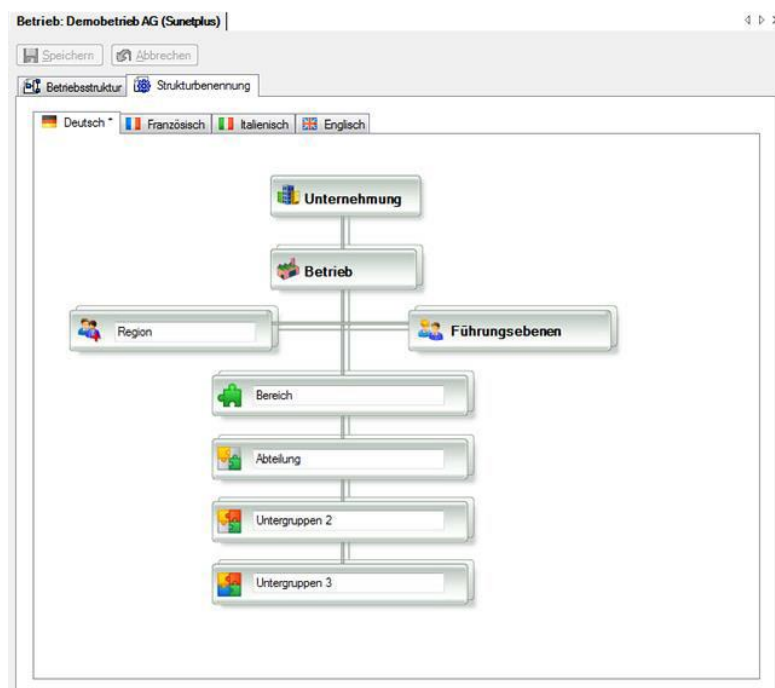 Betrieb: Demobetrieb AG (Sunetplus)
Speichern Abbrechen
Betriebsstruktur Strukturbenennung
Deutsch * Französisch Italienisch Englisch
Unternehmung
Betrieb
Region Führungsebenen
Bereich
Abteilung
Untergruppen 2
Untergruppen 3